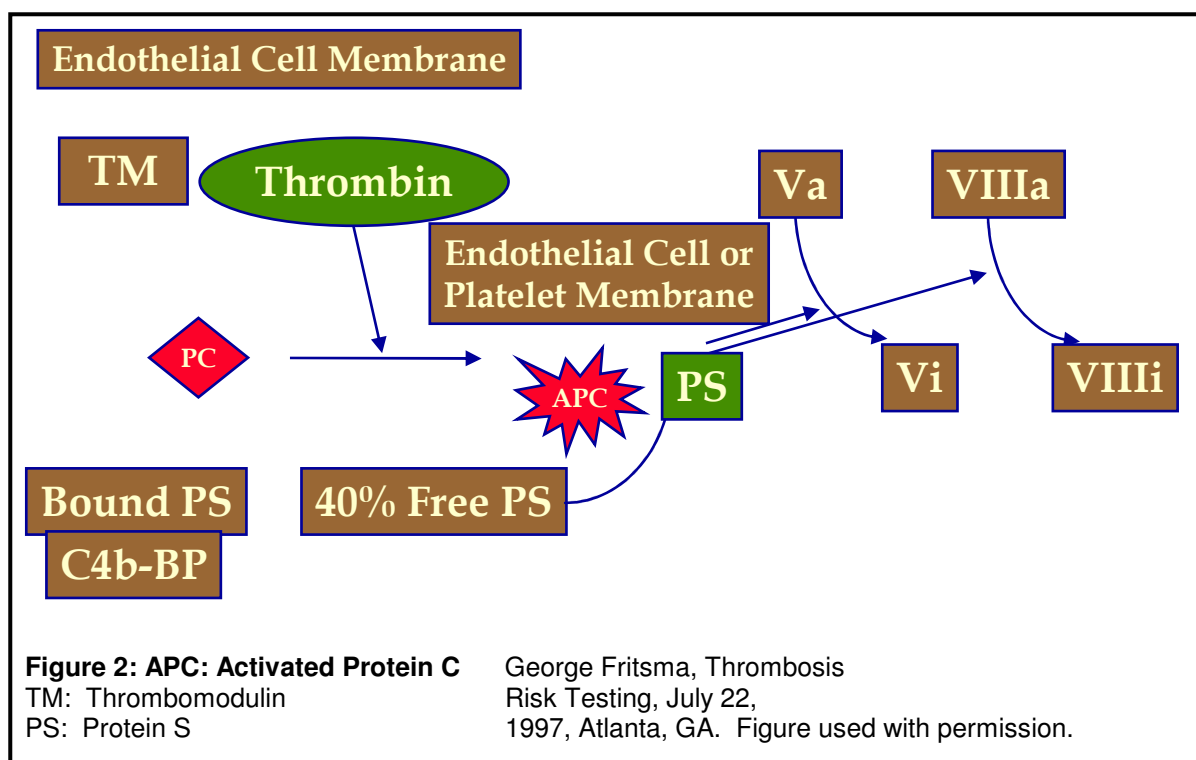 Endothelial Cell Membrane
TM
Thrombin
Va
VIIIa
Endothelial Cell or
Platelet Membrane
PC
APC
PS
Vi
VIIIi
Bound PS
40% Free PS
C4b-BP
Figure 2: APC: Activated Protein C
TM: Thrombomodulin
PS: Protein S
George Fritsma, Thrombosis
Risk Testing, July 22,
1997, Atlanta, GA. Figure used with permission.